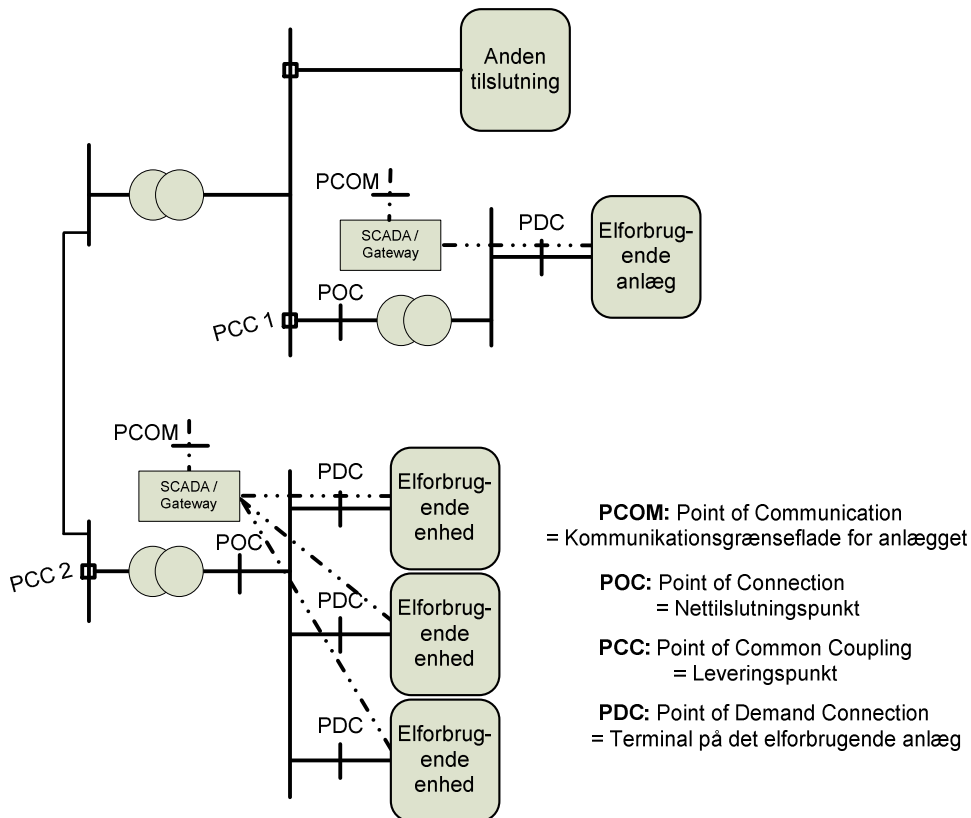 Anden
tilslutning
PCOM
SCADA /
Gateway
PDC
Elforbrug-
ende
anlæg
POC
PCC 1
PCOM
SCADA /
Gateway
PDC
Elforbrug-
ende
enhed
POC
PCC 2
PDC
Elforbrug-
ende
enhed
PDC
Elforbrug-
ende
enhed
PCOM: Point of Communication
= Kommunikationsgrænseflade for anlægget
POC: Point of Connection
= Nettilslutningspunkt
PCC: Point of Common Coupling
= Leveringspunkt
PDC: Point of Demand Connection
= Terminal på det elforbrugende anlæg